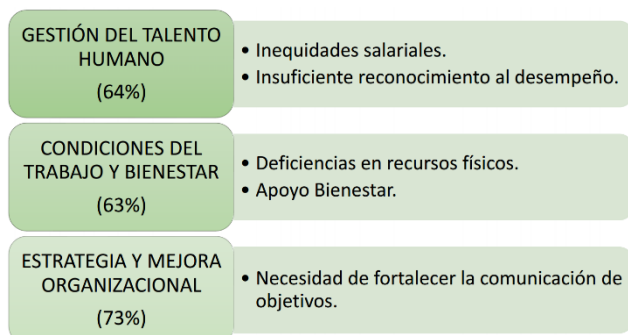 GESTIÓN DEL TALENTO
HUMANO
(64%)
• Inequidades salariales.
• Insuficiente reconocimiento al desempeño.
CONDICIONES DEL
TRABAJO Y BIENESTAR
(63%)
• Deficiencias en recursos físicos.
• Apoyo Bienestar.
ESTRATEGIA Y MEJORA
ORGANIZACIONAL
(73%)
• Necesidad de fortalecer la comunicación de
objetivos.